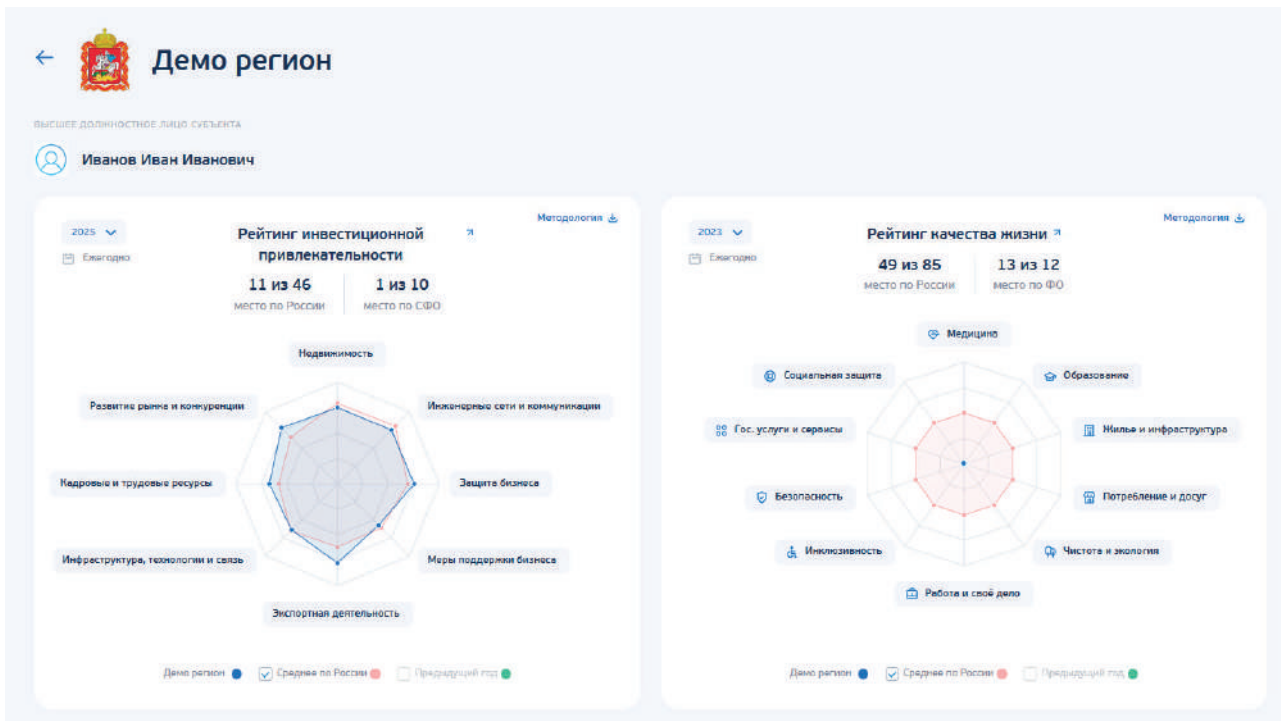 Демо регион
ВЫСШЕЕ ДОЛЖНОСТНОЕ ЛИЦО СУБЪЕКТА
Иванов Иван Иванович
2025
Ежегодно
Методология
Рейтинг инвестиционной
привлекательности
11 из 46
место по России
1 из 10
место по СФО
Недвижимость
Развитие рынка и конкуренции
Инженерные сети и коммуникации
Кадровые и трудовые ресурсы
Защита бизнеса
Инфраструктура, технологии и связь
Меры поддержки бизнеса
Экспортная деятельность
Демо регион
Среднее по России
Предыдущий год
2023
Ежегодно
Методология
Рейтинг качества жизни
49 из 85
место по России
13 из 12
место по ФО
Медицина
Социальная защита
Образование
Гос. услуги и сервисы
Жилье и инфраструктура
Безопасность
Потребление и досуг
Инклюзивность
Чистота и экология
Работа и своё дело
Демо регион
Среднее по России
Предыдущий год